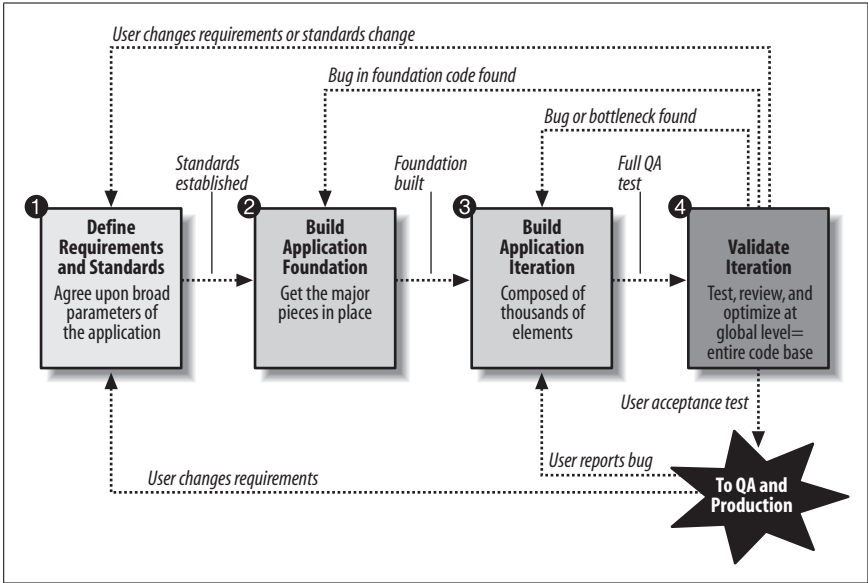 User changes requirements or standards change
Bug in foundation code found
Bug or bottleneck found
Standards
established
Foundation
built
Full QA
test
1
Define
Requirements
and Standards
Agree upon broad
parameters of
the application
2
Build
Application
Foundation
Get the major
pieces in place
3
Build
Application
Iteration
Composed of
thousands of
elements
4
Validate
Iteration
Test, review, and
optimize at
global level=
entire code base
User acceptance test
User reports bug
User changes requirements
To QA and
Production